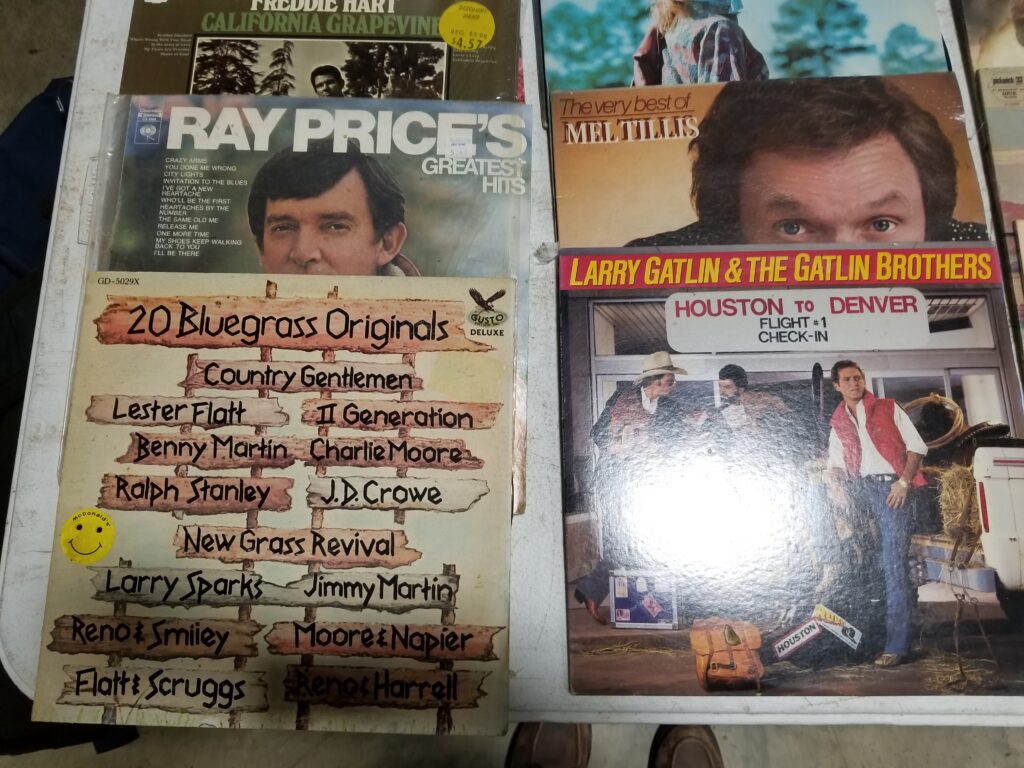 FREDDIE HART
CALIFORNIA GRAPEVINE
$4.57
RAY PRICE'S
GREATEST
HITS
CRAZY ARMS
YOU DONE ME WRONG
CITY LIGHTS
INVITATION TO THE BLUES
I'VE GOT A NEW
HEARTACHE
WHO'LL BE THE FIRST
HEARTACHES BY THE
NUMBER
THE SAME OLD ME
RELEASE ME
ONE MORE TIME
MY SHOES KEEP WALKING
BACK TO YOU
I'LL BE THERE
GD-5029X
GUSTO
DELUXE
20 Bluegrass Originals
Country Gentlemen
Lester Flatt
II Generation
Benny Martin
Charlie Moore
Ralph Stanley
J.D. Crowe
McDonald's
New Grass Revival
Larry Sparks
Jimmy Martin
Reno & Smiley
Moore & Napier
Flatt & Scruggs
Reno & Harrell
The very best of
MEL TILLIS
LARRY GATLIN & THE GATLIN BROTHERS
HOUSTON TO DENVER
FLIGHT #1
CHECK-IN
HOUSTON